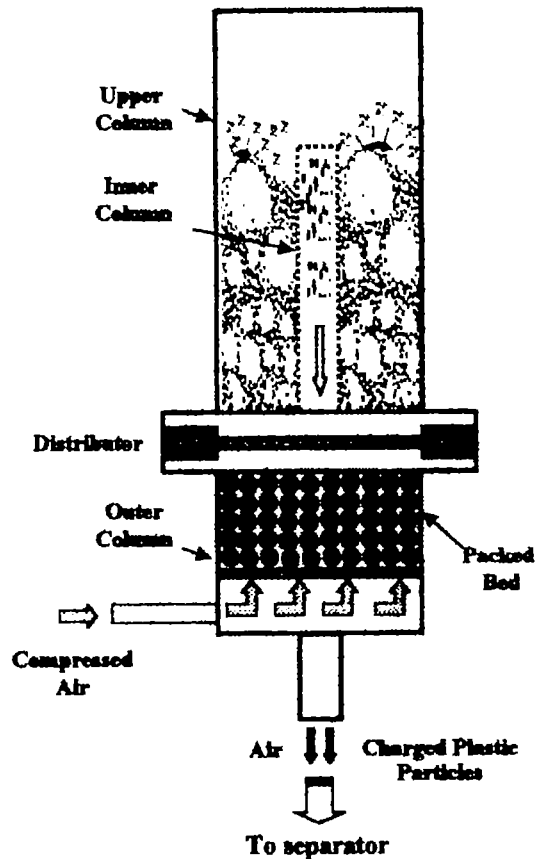 Upper
Column
Inner
Column
Distributor
Outer
Column
Packed
Bed
Compressed
Air
Air
Charged Plastic
Particles
To separator